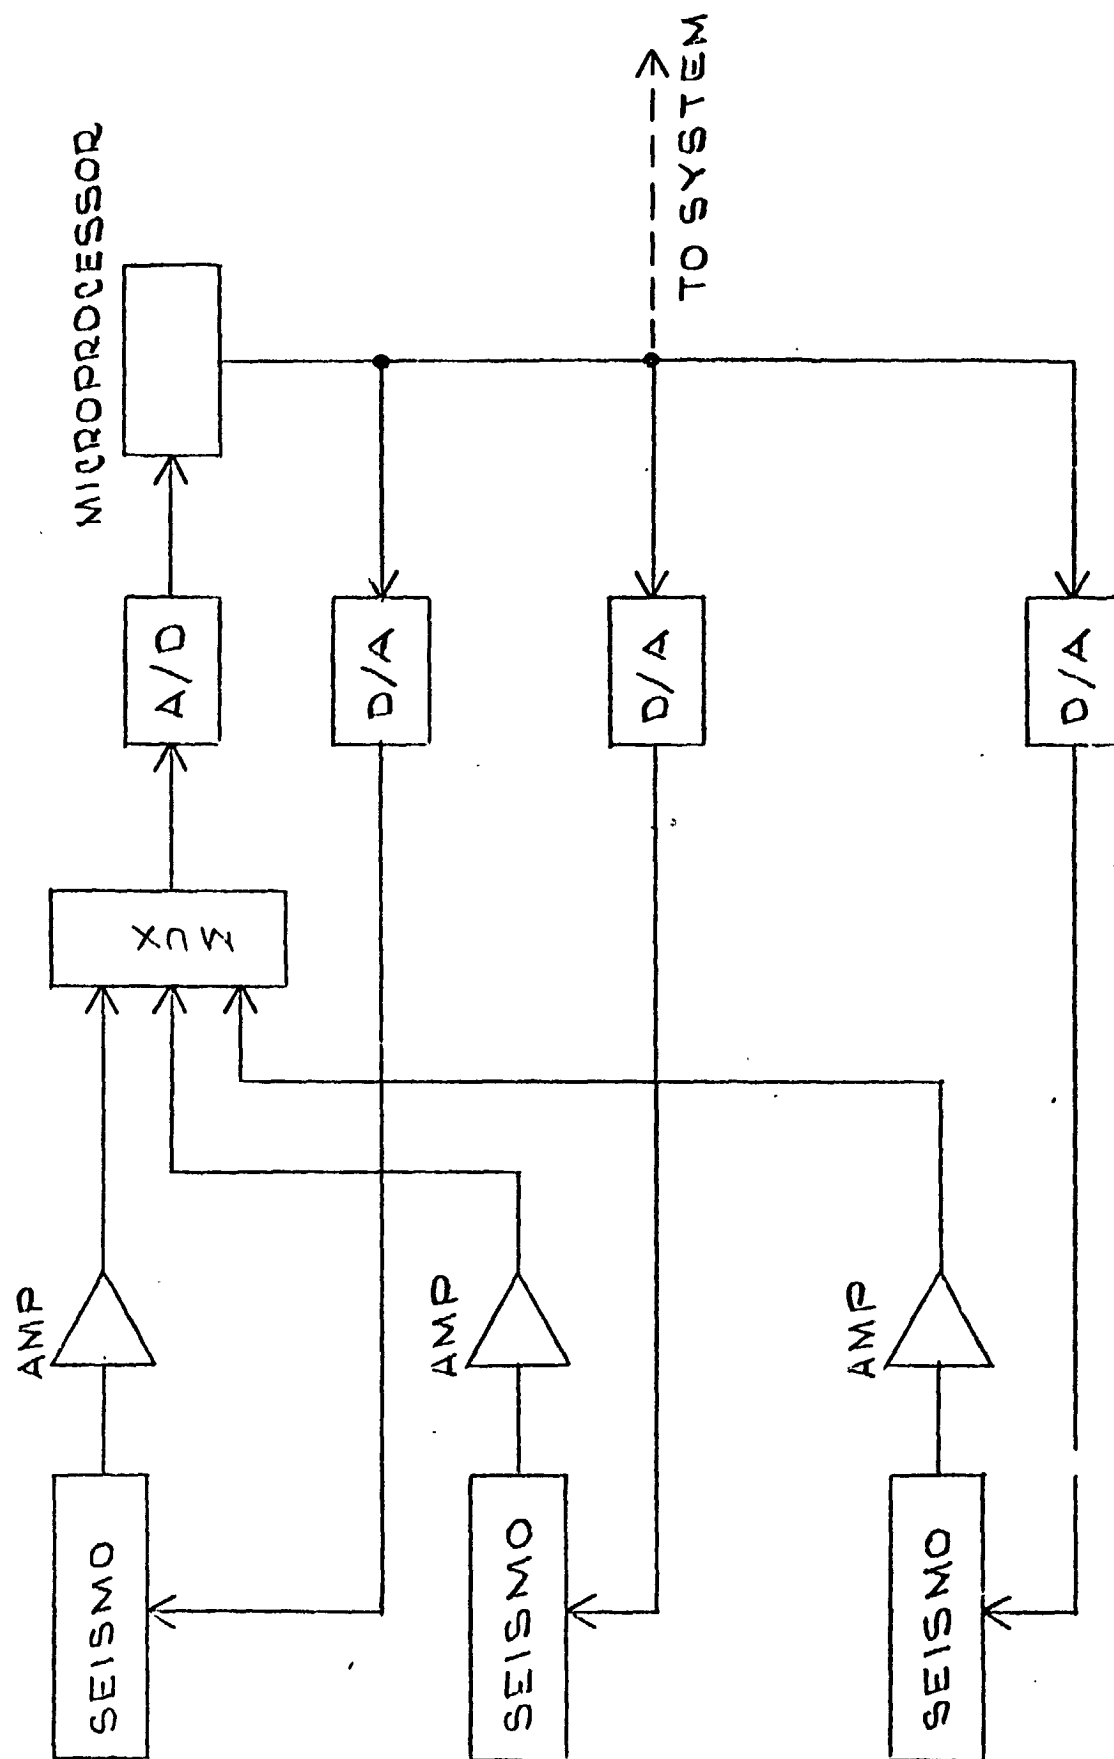 SEISMO
AMP
MUX
A/D
MICROPROCESSOR
D/A
SEISMO
AMP
D/A
TO SYSTEM
SEISMO
AMP
D/A